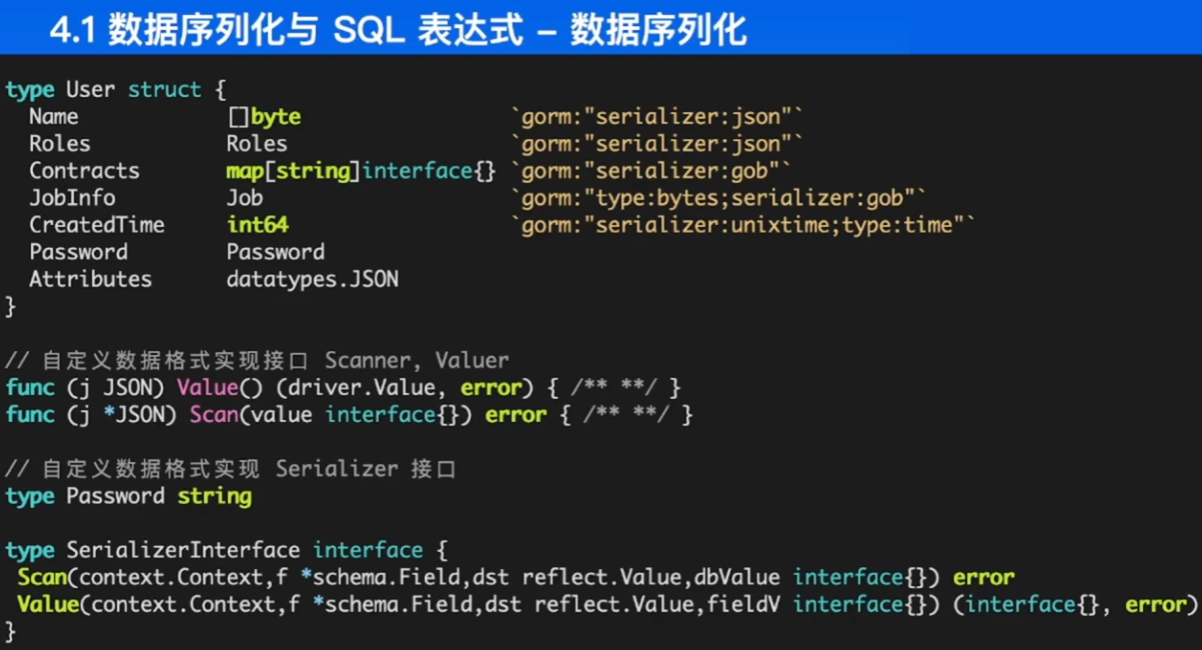 4.1 数据序列化与 SQL 表达式 – 数据序列化
type User struct {
  Name            []byte                 `gorm:"serializer:json"`
  Roles           Roles                  `gorm:"serializer:json"`
  Contracts       map[string]interface{} `gorm:"serializer:gob"`
  JobInfo         Job                    `gorm:"type:bytes;serializer:gob"`
  CreatedTime     int64                  `gorm:"serializer:unixtime;type:time"`
  Password        Password
  Attributes      datatypes.JSON
}
// 自定义数据格式实现接口 Scanner, Valuer
func (j JSON) Value() (driver.Value, error) { /** **/ }
func (j *JSON) Scan(value interface{}) error { /** **/ }
// 自定义数据格式实现 Serializer 接口
type Password string
type SerializerInterface interface {
 Scan(context.Context,f *schema.Field,dst reflect.Value,dbValue interface{}) error
 Value(context.Context,f *schema.Field,dst reflect.Value,fieldV interface{}) (interface{}, error)
}